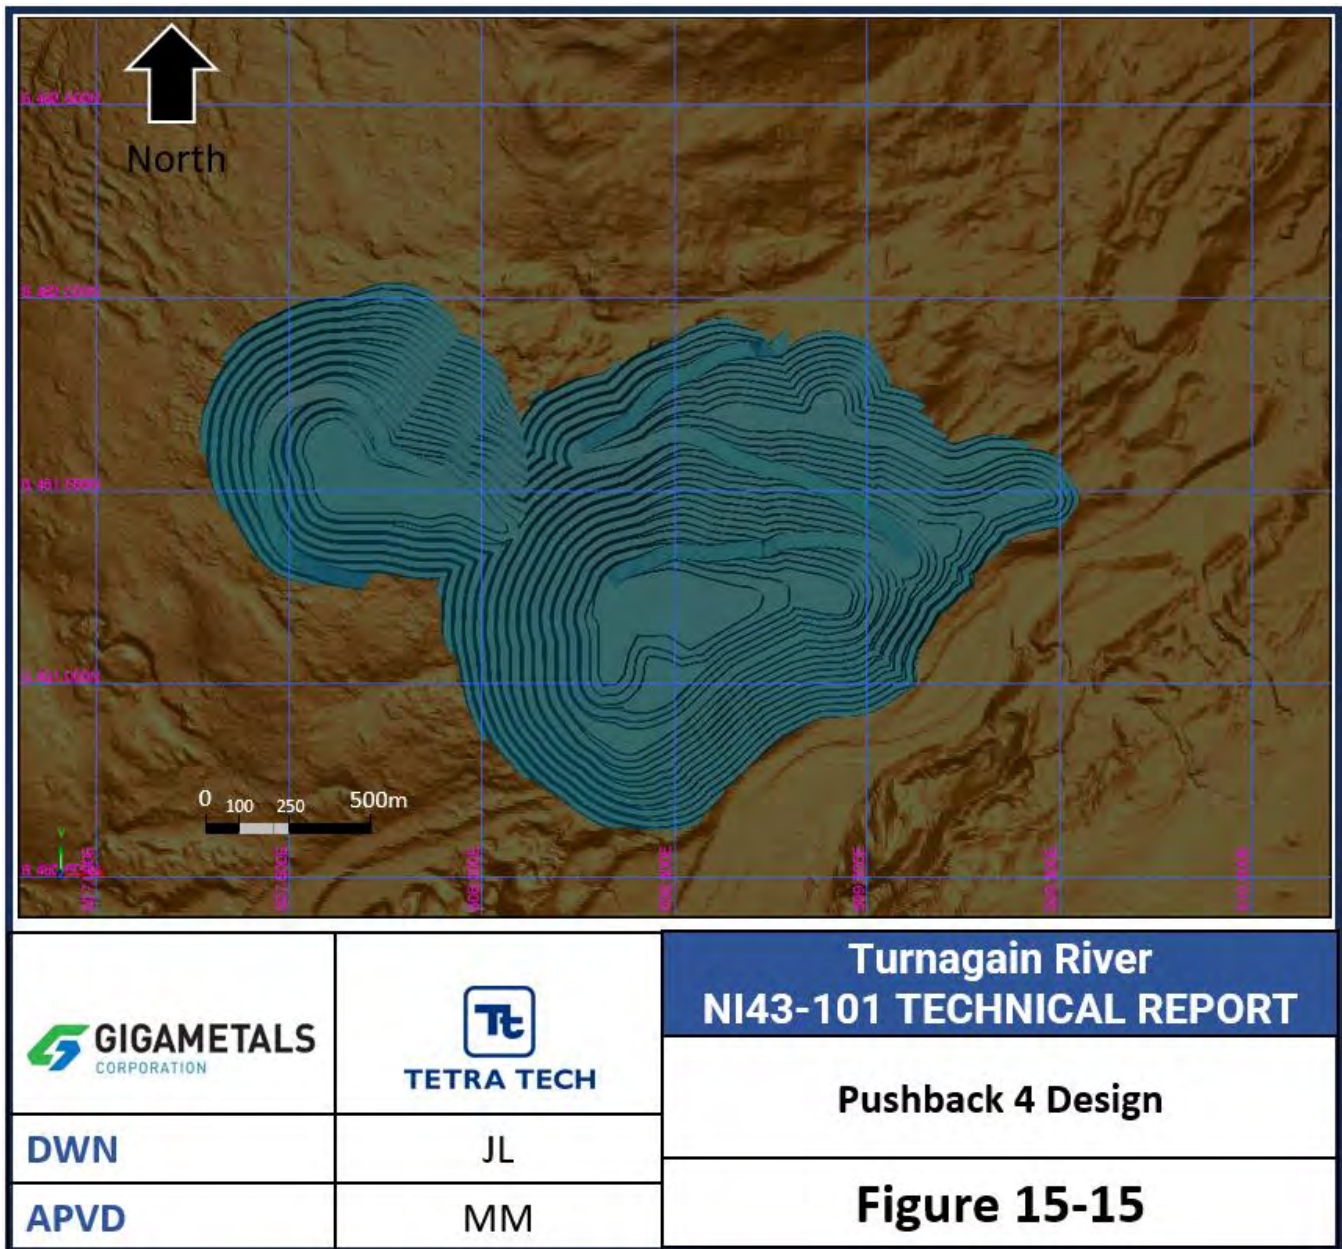 North
0 100 250 500m
GIGAMETALS
CORPORATION
Tt
TETRA TECH
Turnagain River
NI43-101 TECHNICAL REPORT
Pushback 4 Design
DWN
JL
APVD
MM
Figure 15-15